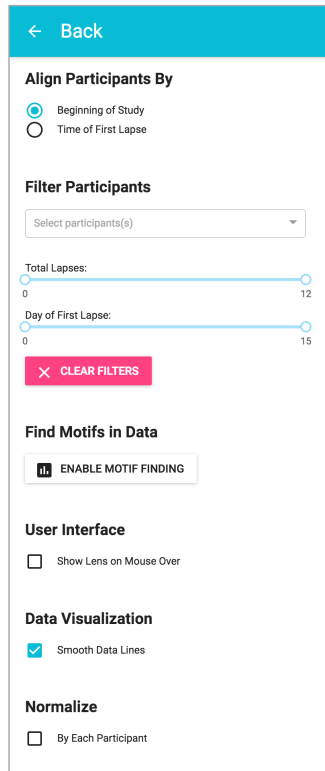 Back
Align Participants By
Beginning of Study
Time of First Lapse
Filter Participants
Select participants(s)
Total Lapses:
0 12
Day of First Lapse:
0 15
CLEAR FILTERS
Find Motifs in Data
ENABLE MOTIF FINDING
User Interface
Show Lens on Mouse Over
Data Visualization
Smooth Data Lines
Normalize
By Each Participant